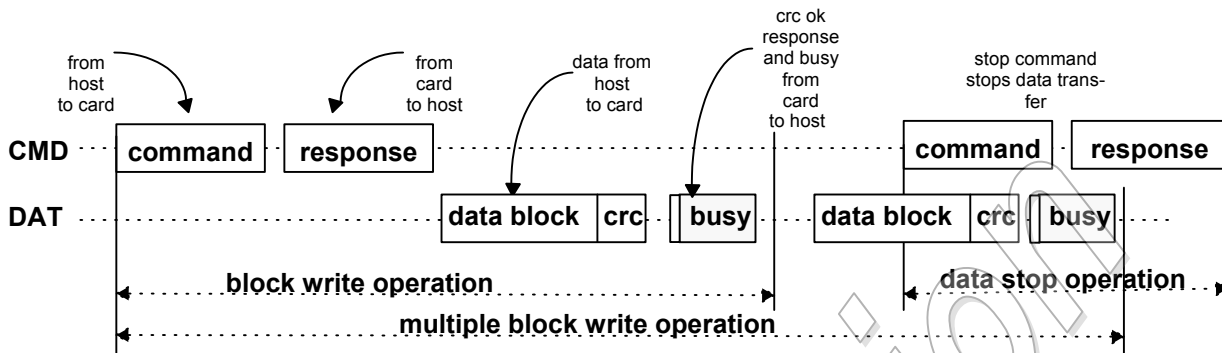 from
host
to card
from
card
to host
data from
host
to card
crc ok
response
and busy
from
card
to host
stop command
stops data trans-
fer
CMD
command
response
command
response
DAT
data block
crc
busy
data block
crc
busy
block write operation
data stop operation
multiple block write operation